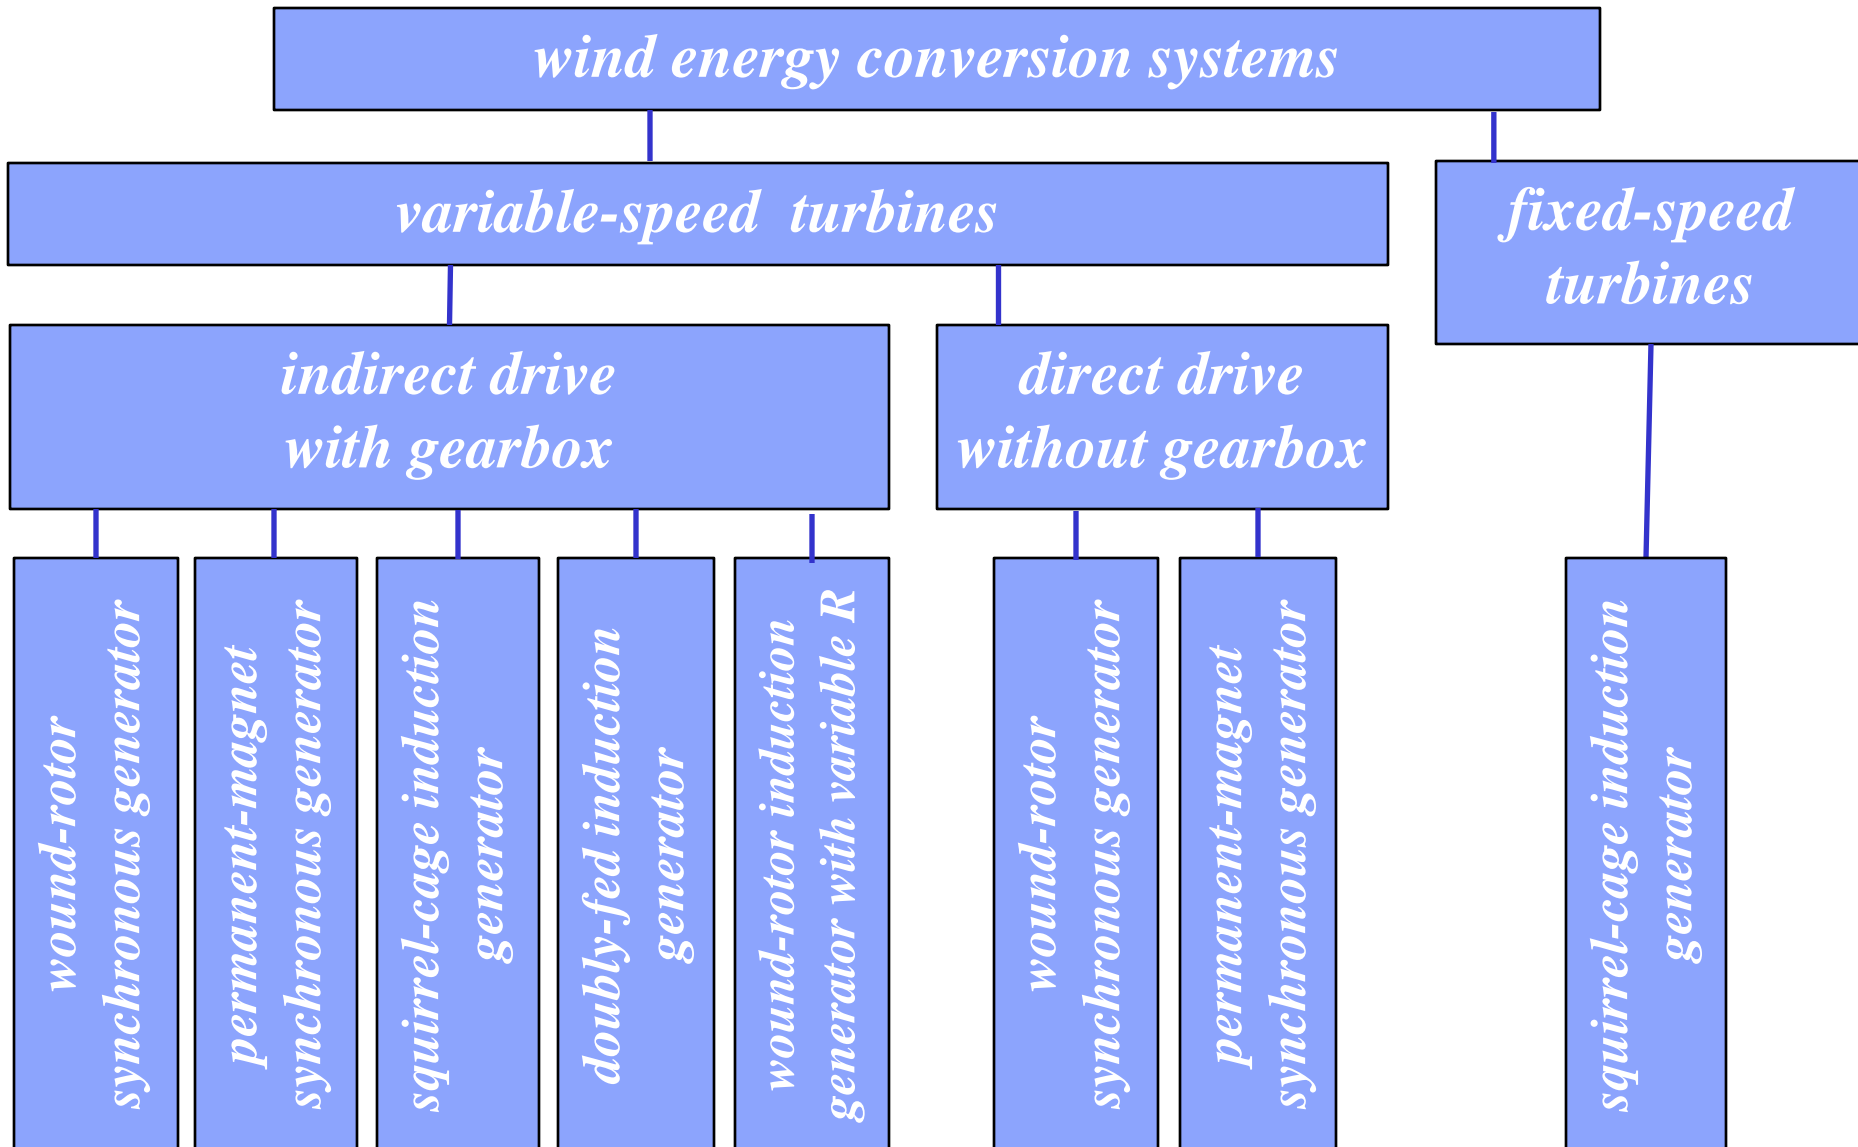 wind energy conversion systems
variable-speed turbines
fixed-speed
turbines
indirect drive
with gearbox
direct drive
without gearbox
wound-rotor
synchronous generator
permanent-magnet
synchronous generator
squirrel-cage induction
generator
doubly-fed induction
generator
wound-rotor induction
generator with variable R
wound-rotor
synchronous generator
permanent-magnet
synchronous generator
squirrel-cage induction
generator